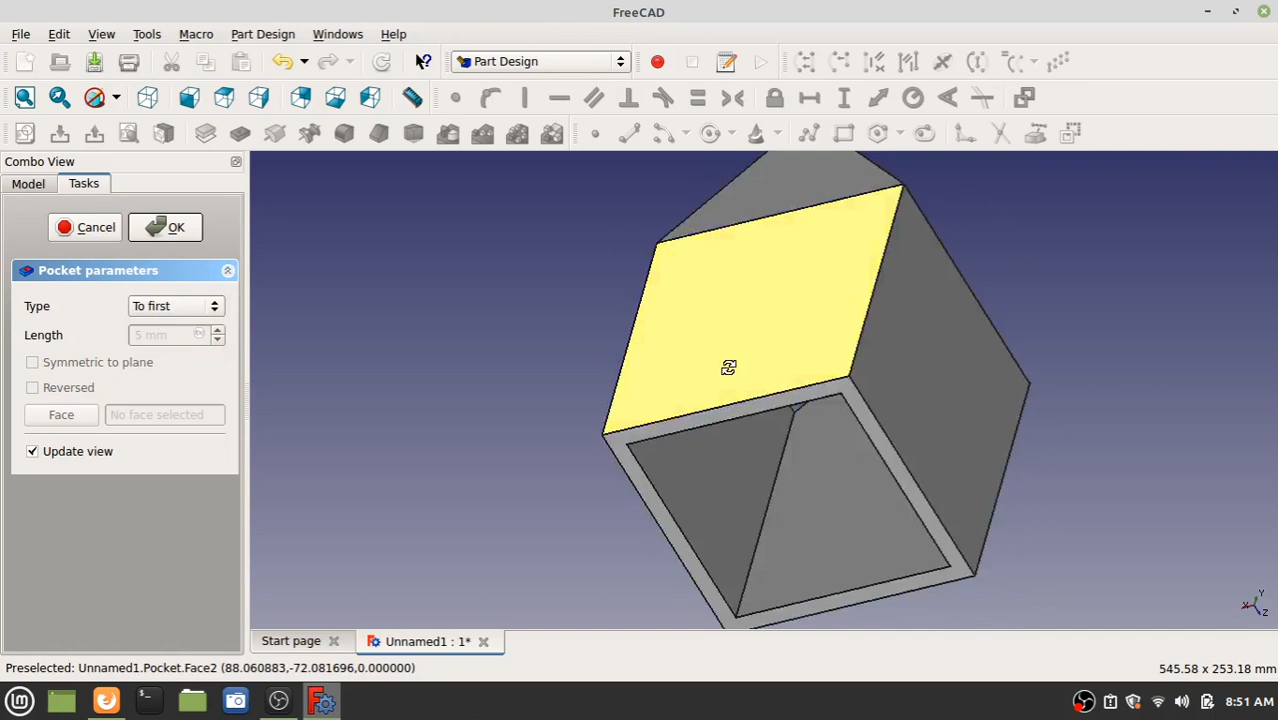 FreeCAD
File Edit View Tools Macro Part Design Windows Help
Part Design
Combo View
Model Tasks
Cancel OK
Pocket parameters
Type To first
Length 5 mm
Symmetric to plane
Reversed
Face No face selected
Update view
Y
X
Z
Start page Unnamed1 : 1*
Preselected: Unnamed1.Pocket.Face2 (88.060883,-72.081696,0.000000) 545.58 x 253.18 mm
8:51 AM